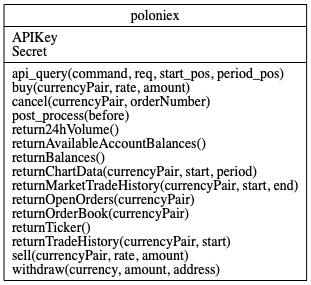 poloniex
APIKey
Secret
api_query(command, req, start_pos, period_pos)
buy(currencyPair, rate, amount)
cancel(currencyPair, orderNumber)
post_process(before)
return24hVolume()
returnAvailableAccountBalances()
returnBalances()
returnChartData(currencyPair, start, period)
returnMarketTradeHistory(currencyPair, start, end)
returnOpenOrders(currencyPair)
returnOrderBook(currencyPair)
returnTicker()
returnTradeHistory(currencyPair, start)
sell(currencyPair, rate, amount)
withdraw(currency, amount, address)